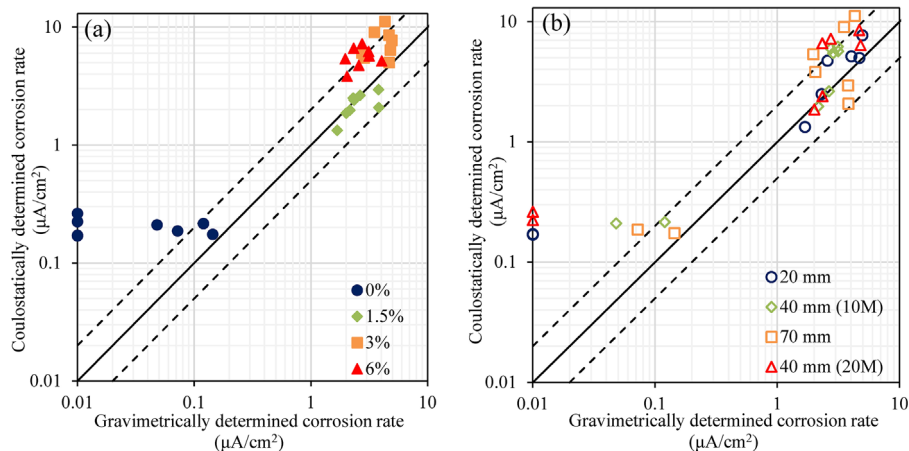 (a)
10
1
0.1
0.01
Coulostatically determined corrosion rate
(μA/cm²)
0%
1.5%
3%
6%
0.01
0.1
1
10
Gravimetrically determined corrosion rate
(μA/cm²)
(b)
10
1
0.1
0.01
Coulostatically determined corrosion rate
(μA/cm²)
20 mm
40 mm (10M)
70 mm
40 mm (20M)
0.01
0.1
1
10
Gravimetrically determined corrosion rate
(μA/cm²)